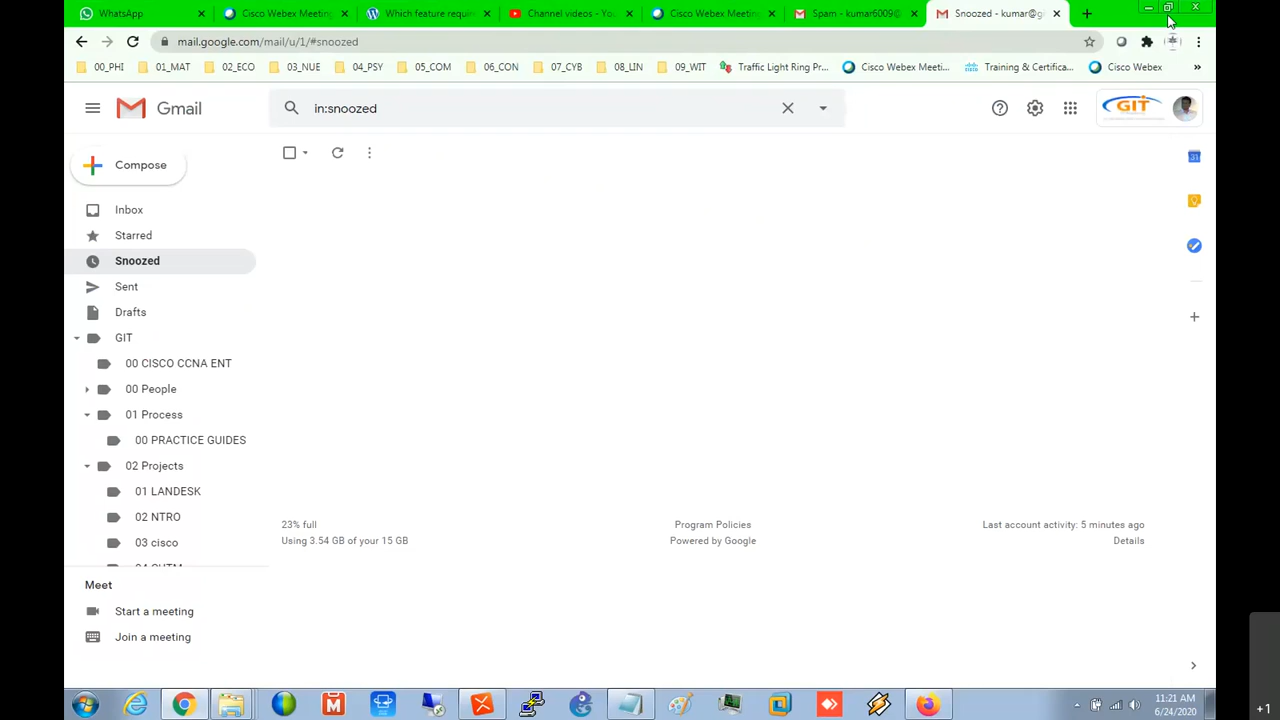 WhatsApp
Cisco Webex Meeting
Which feature requir
Channel videos - You
Cisco Webex Meeting
Spam - kumar6009@
Snoozed - kumar@g
mail.google.com/mail/u/1/#snoozed
00_PHI
01_MAT
02_ECO
03_NUE
04_PSY
05_COM
06_CON
07_CYB
08_LIN
09_WIT
Traffic Light Ring Pr...
Cisco Webex Meeti...
Training & Certifica...
Cisco Webex
Gmail
in:snoozed
GIT
Compose
31
Inbox
Starred
Snoozed
Sent
Drafts
GIT
00 CISCO CCNA ENT
00 People
01 Process
00 PRACTICE GUIDES
02 Projects
01 LANDESK
02 NTRO
03 cisco
23% full
Using 3.54 GB of your 15 GB
Program Policies
Powered by Google
Last account activity: 5 minutes ago
Details
Meet
Start a meeting
Join a meeting
11:21 AM
6/24/2020
+1